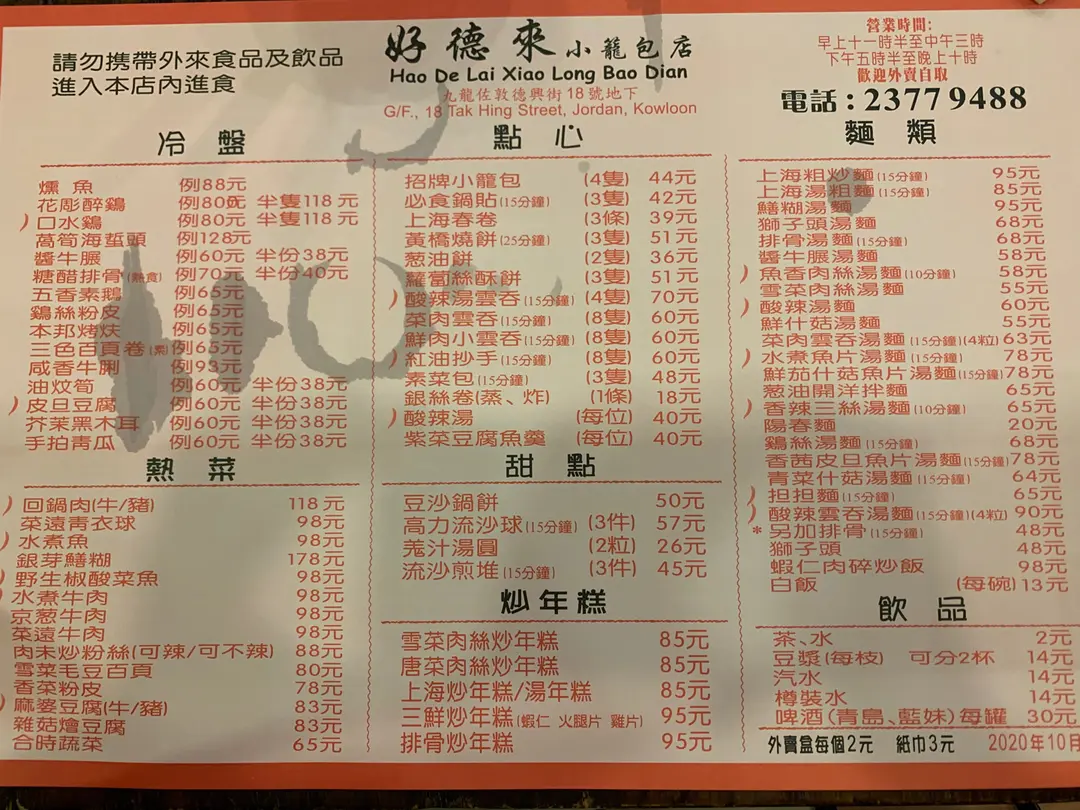 請勿攜帶外來食品及飲品
進入本店內進食
好德來小籠包店
Hao De Lai Xiao Long Bao Dian
九龍佐敦德興街18號地下
G/F., 18 Tak Hing Street, Jordan, Kowloon
營業時間:
早上十一時半至中午三時
下午五時半至晚上十時
歡迎外賣自取
電話:2377 9488
冷盤
燻魚 例88元
花彫醉鷄 例80元 半隻118元
)口水鷄 例80元 半隻118元
萵筍海蜇頭 例128元
醬牛𦟌 例60元 半份38元
糖醋排骨(熱食) 例70元 半份40元
五香素鵝 例65元
鷄絲粉皮 例65元
本邦烤麩 例65元
三色百頁卷(素) 例65元
咸香牛脷 例93元
油炆筍 例60元 半份38元
)皮旦豆腐 例60元 半份38元
芥茉黑木耳 例60元 半份38元
手拍青瓜 例60元 半份38元
熱菜
)回鍋肉(牛/豬) 118元
菜遠青衣球 98元
)水煮魚 98元
銀芽鱔糊 178元
)野生椒酸菜魚 98元
)水煮牛肉 98元
京葱牛肉 98元
菜遠牛肉 98元
肉未炒粉絲(可辣/可不辣) 88元
雪菜毛豆百頁 80元
香菜粉皮 78元
)麻婆豆腐(牛/豬) 83元
雜菇燴豆腐 83元
合時蔬菜 65元
點心
招牌小籠包 (4隻) 44元
必食鍋貼(15分鐘) (3隻) 42元
上海春卷 (3條) 39元
黃橋燒餅(25分鐘) (3隻) 51元
葱油餅 (2隻) 36元
蘿蔔絲酥餅 (3隻) 51元
)酸辣湯雲吞(15分鐘) (4隻) 70元
菜肉雲吞(15分鐘) (8隻) 60元
鮮肉小雲吞(15分鐘) (8隻) 60元
)紅油抄手(15分鐘) (8隻) 60元
素菜包(15分鐘) (3隻) 48元
銀絲卷(蒸、炸) (1條) 18元
)酸辣湯 (每位) 40元
紫菜豆腐魚羹 (每位) 40元
甜點
豆沙鍋餅 50元
高力流沙球(15分鐘) (3件) 57元
羗汁湯圓 (2粒) 26元
流沙煎堆(15分鐘) (3件) 45元
炒年糕
雪菜肉絲炒年糕 85元
唐菜肉絲炒年糕 85元
上海炒年糕/湯年糕 85元
三鮮炒年糕(蝦仁 火腿片 雞片) 95元
排骨炒年糕 95元
麵類
上海粗炒麵(15分鐘) 95元
上海湯粗麵(15分鐘) 85元
鱔糊湯麵 95元
獅子頭湯麵 68元
排骨湯麵(15分鐘) 68元
醬牛𦟌湯麵 58元
)魚香肉絲湯麵(10分鐘) 58元
雪菜肉絲湯麵 55元
)酸辣湯麵 60元
鮮什菇湯麵 55元
菜肉雲吞湯麵(15分鐘)(4粒) 63元
)水煮魚片湯麵(15分鐘) 78元
鮮茄什菇魚片湯麵(15分鐘) 78元
葱油開洋拌麵 65元
)香辣三絲湯麵(10分鐘) 65元
陽春麵 20元
鷄絲湯麵(15分鐘) 68元
香茜皮旦魚片湯麵(15分鐘) 78元
青菜什菇湯麵(15分鐘) 64元
)担担麵(15分鐘) 65元
)酸辣雲吞湯麵(15分鐘)(4粒) 90元
*另加排骨(15分鐘) 48元
獅子頭 48元
蝦仁肉碎炒飯 98元
白飯 (每碗) 13元
飲品
茶、水 2元
豆漿(每枝) 可分2杯 14元
汽水 14元
樽裝水 14元
啤酒(青島、藍妹)每罐 30元
外賣盒每個2元 紙巾3元 2020年10月